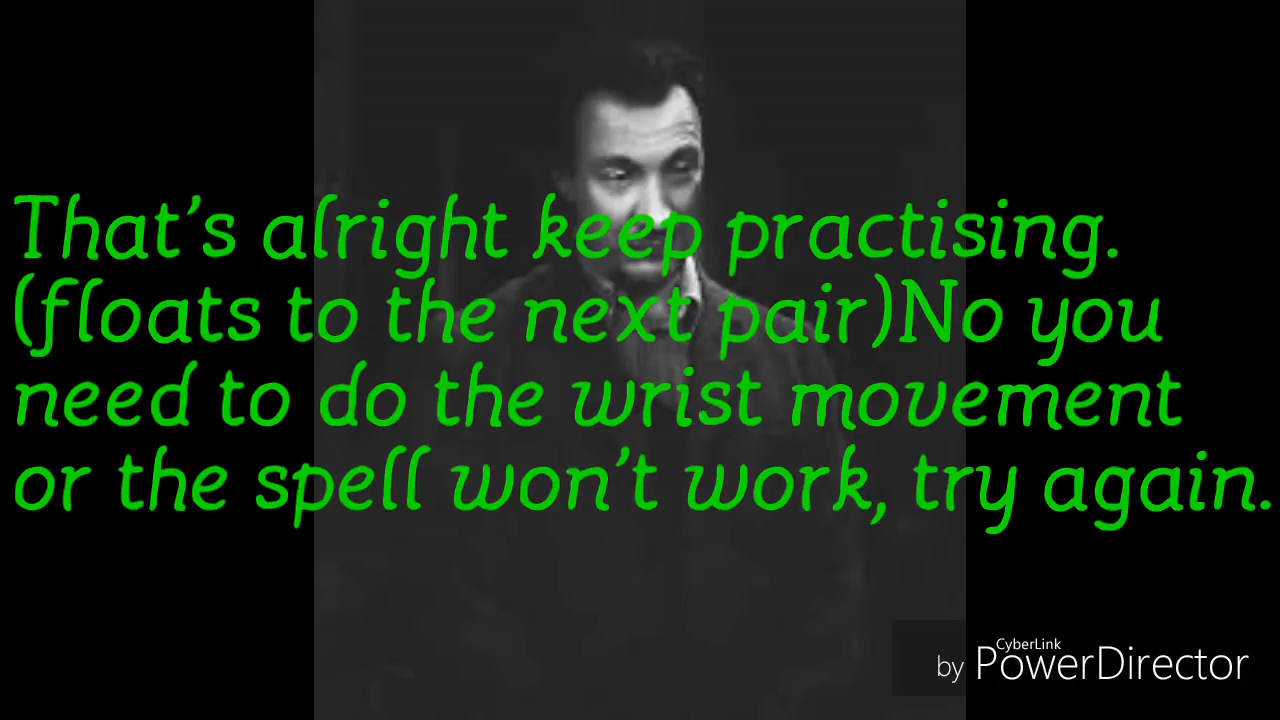 That's alright keep practising.
(floats to the next pair)No you
need to do the wrist movement
or the spell won't work, try again.
CyberLink
by PowerDirector